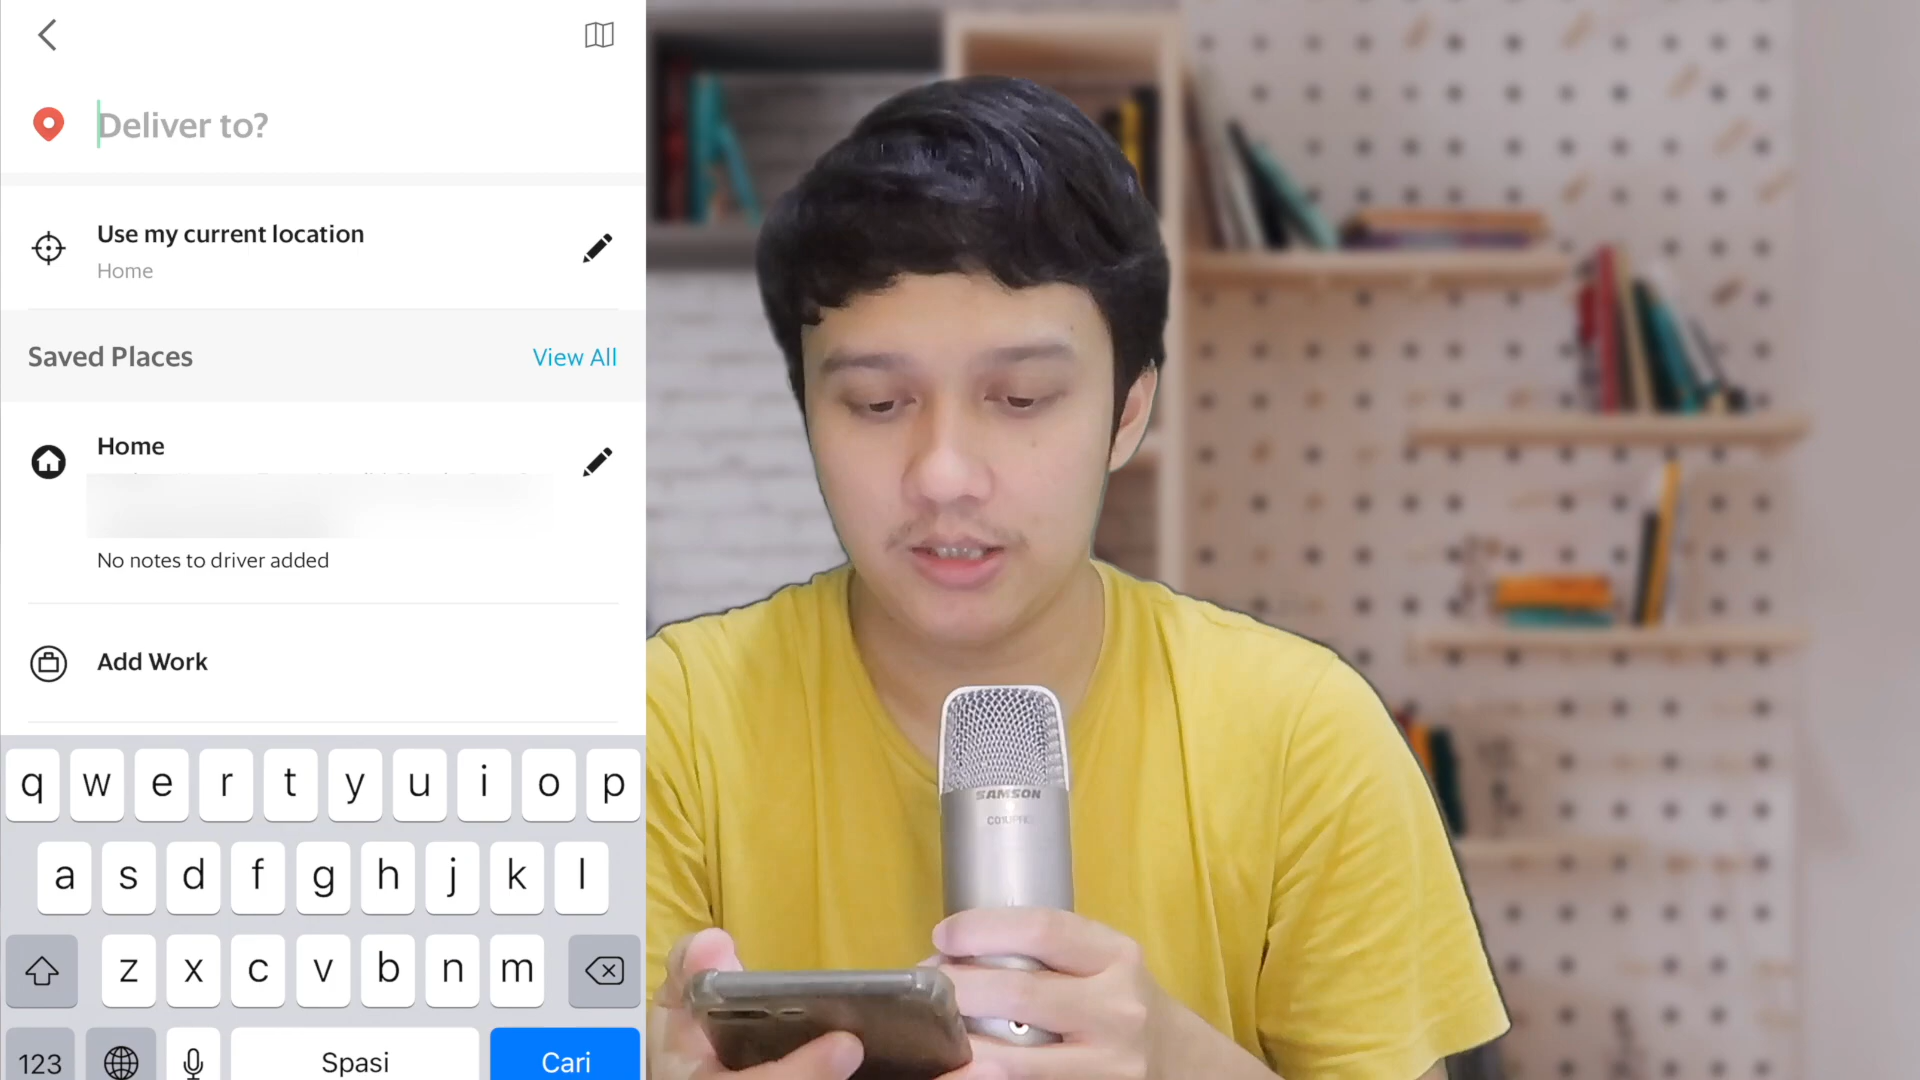 Deliver to?
Use my current location
Home
Saved Places
View All
Home
No notes to driver added
Add Work
q w e r t y u i o p
a s d f g h j k l
z x c v b n m
123
Spasi
Cari
SAMSON